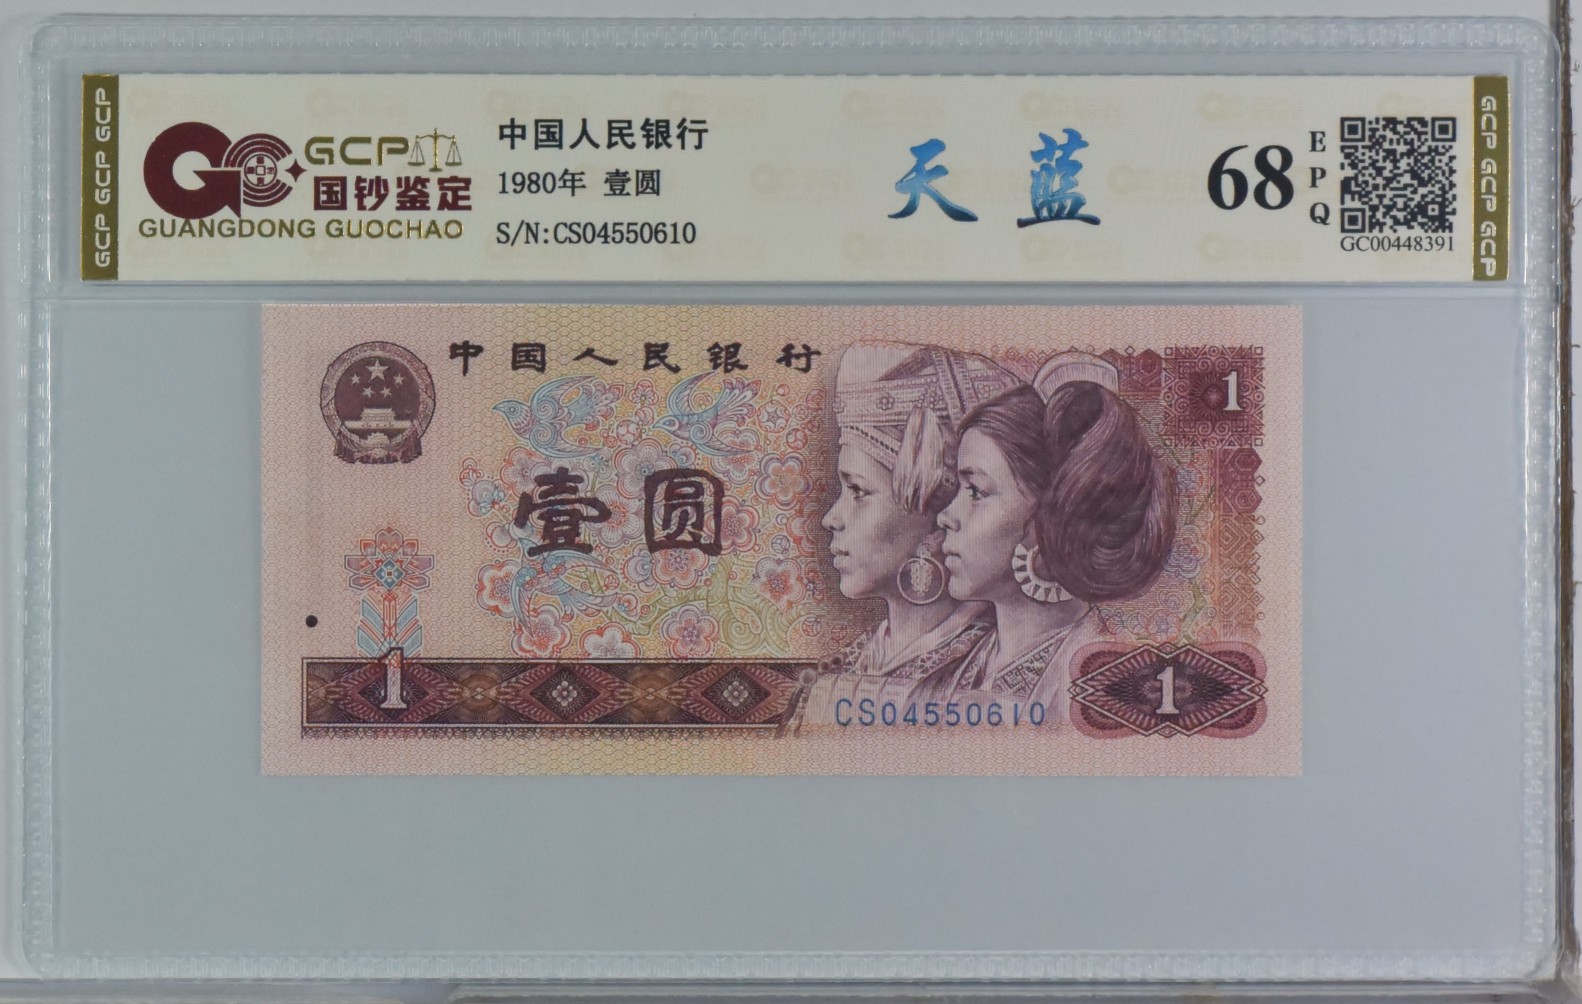 GCP GCP GCP
GCP
国钞鉴定
GUANGDONG GUOCHAO
中国人民银行
1980年 壹圆
S/N:CS04550610
天蓝
68
EPQ
GC00448391
GCP GCP GCP
中国人民银行
1
壹圆
1
CS04550610
1